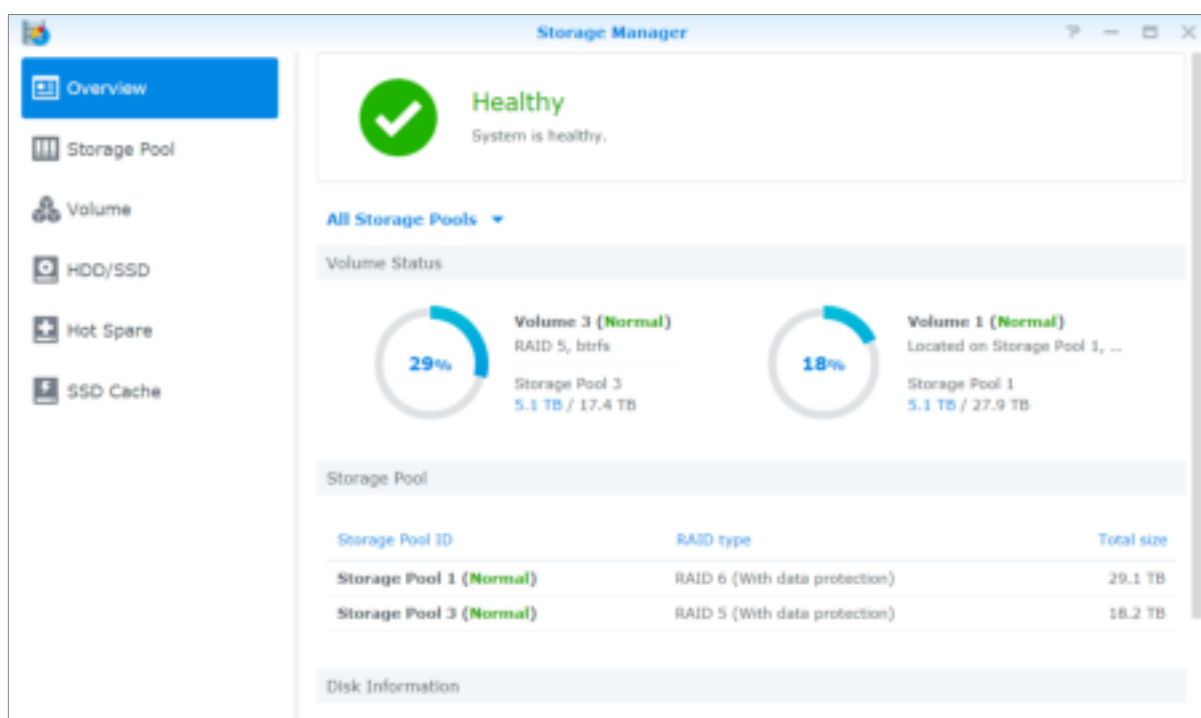 Storage Manager
Overview
Storage Pool
Volume
HDD/SSD
Hot Spare
SSD Cache
Healthy
System is healthy.
All Storage Pools
Volume Status
29%
Volume 3 (Normal)
RAID 5, btrfs
Storage Pool 3
5.1 TB / 17.4 TB
18%
Volume 1 (Normal)
Located on Storage Pool 1, ...
Storage Pool 1
5.1 TB / 27.9 TB
Storage Pool
Storage Pool ID RAID type Total size
Storage Pool 1 (Normal) RAID 6 (With data protection) 29.1 TB
Storage Pool 3 (Normal) RAID 5 (With data protection) 18.2 TB
Disk Information